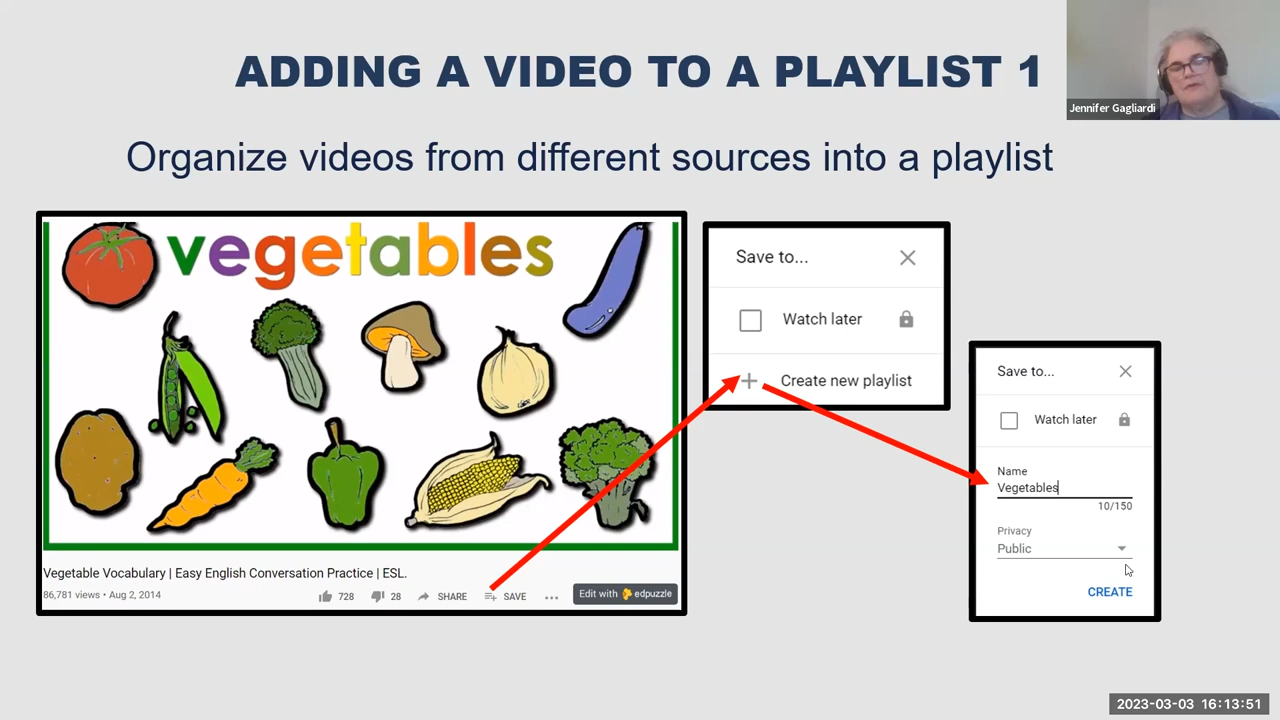 ADDING A VIDEO TO A PLAYLIST 1
Jennifer Gagliardi
Organize videos from different sources into a playlist
vegetables
Vegetable Vocabulary | Easy English Conversation Practice | ESL.
86,781 views • Aug 2, 2014
728
28
SHARE
SAVE
Edit with edpuzzle
Save to...
Watch later
Create new playlist
Save to...
Watch later
Name
Vegetables
10/150
Privacy
Public
CREATE
2023-03-03 16:13:51